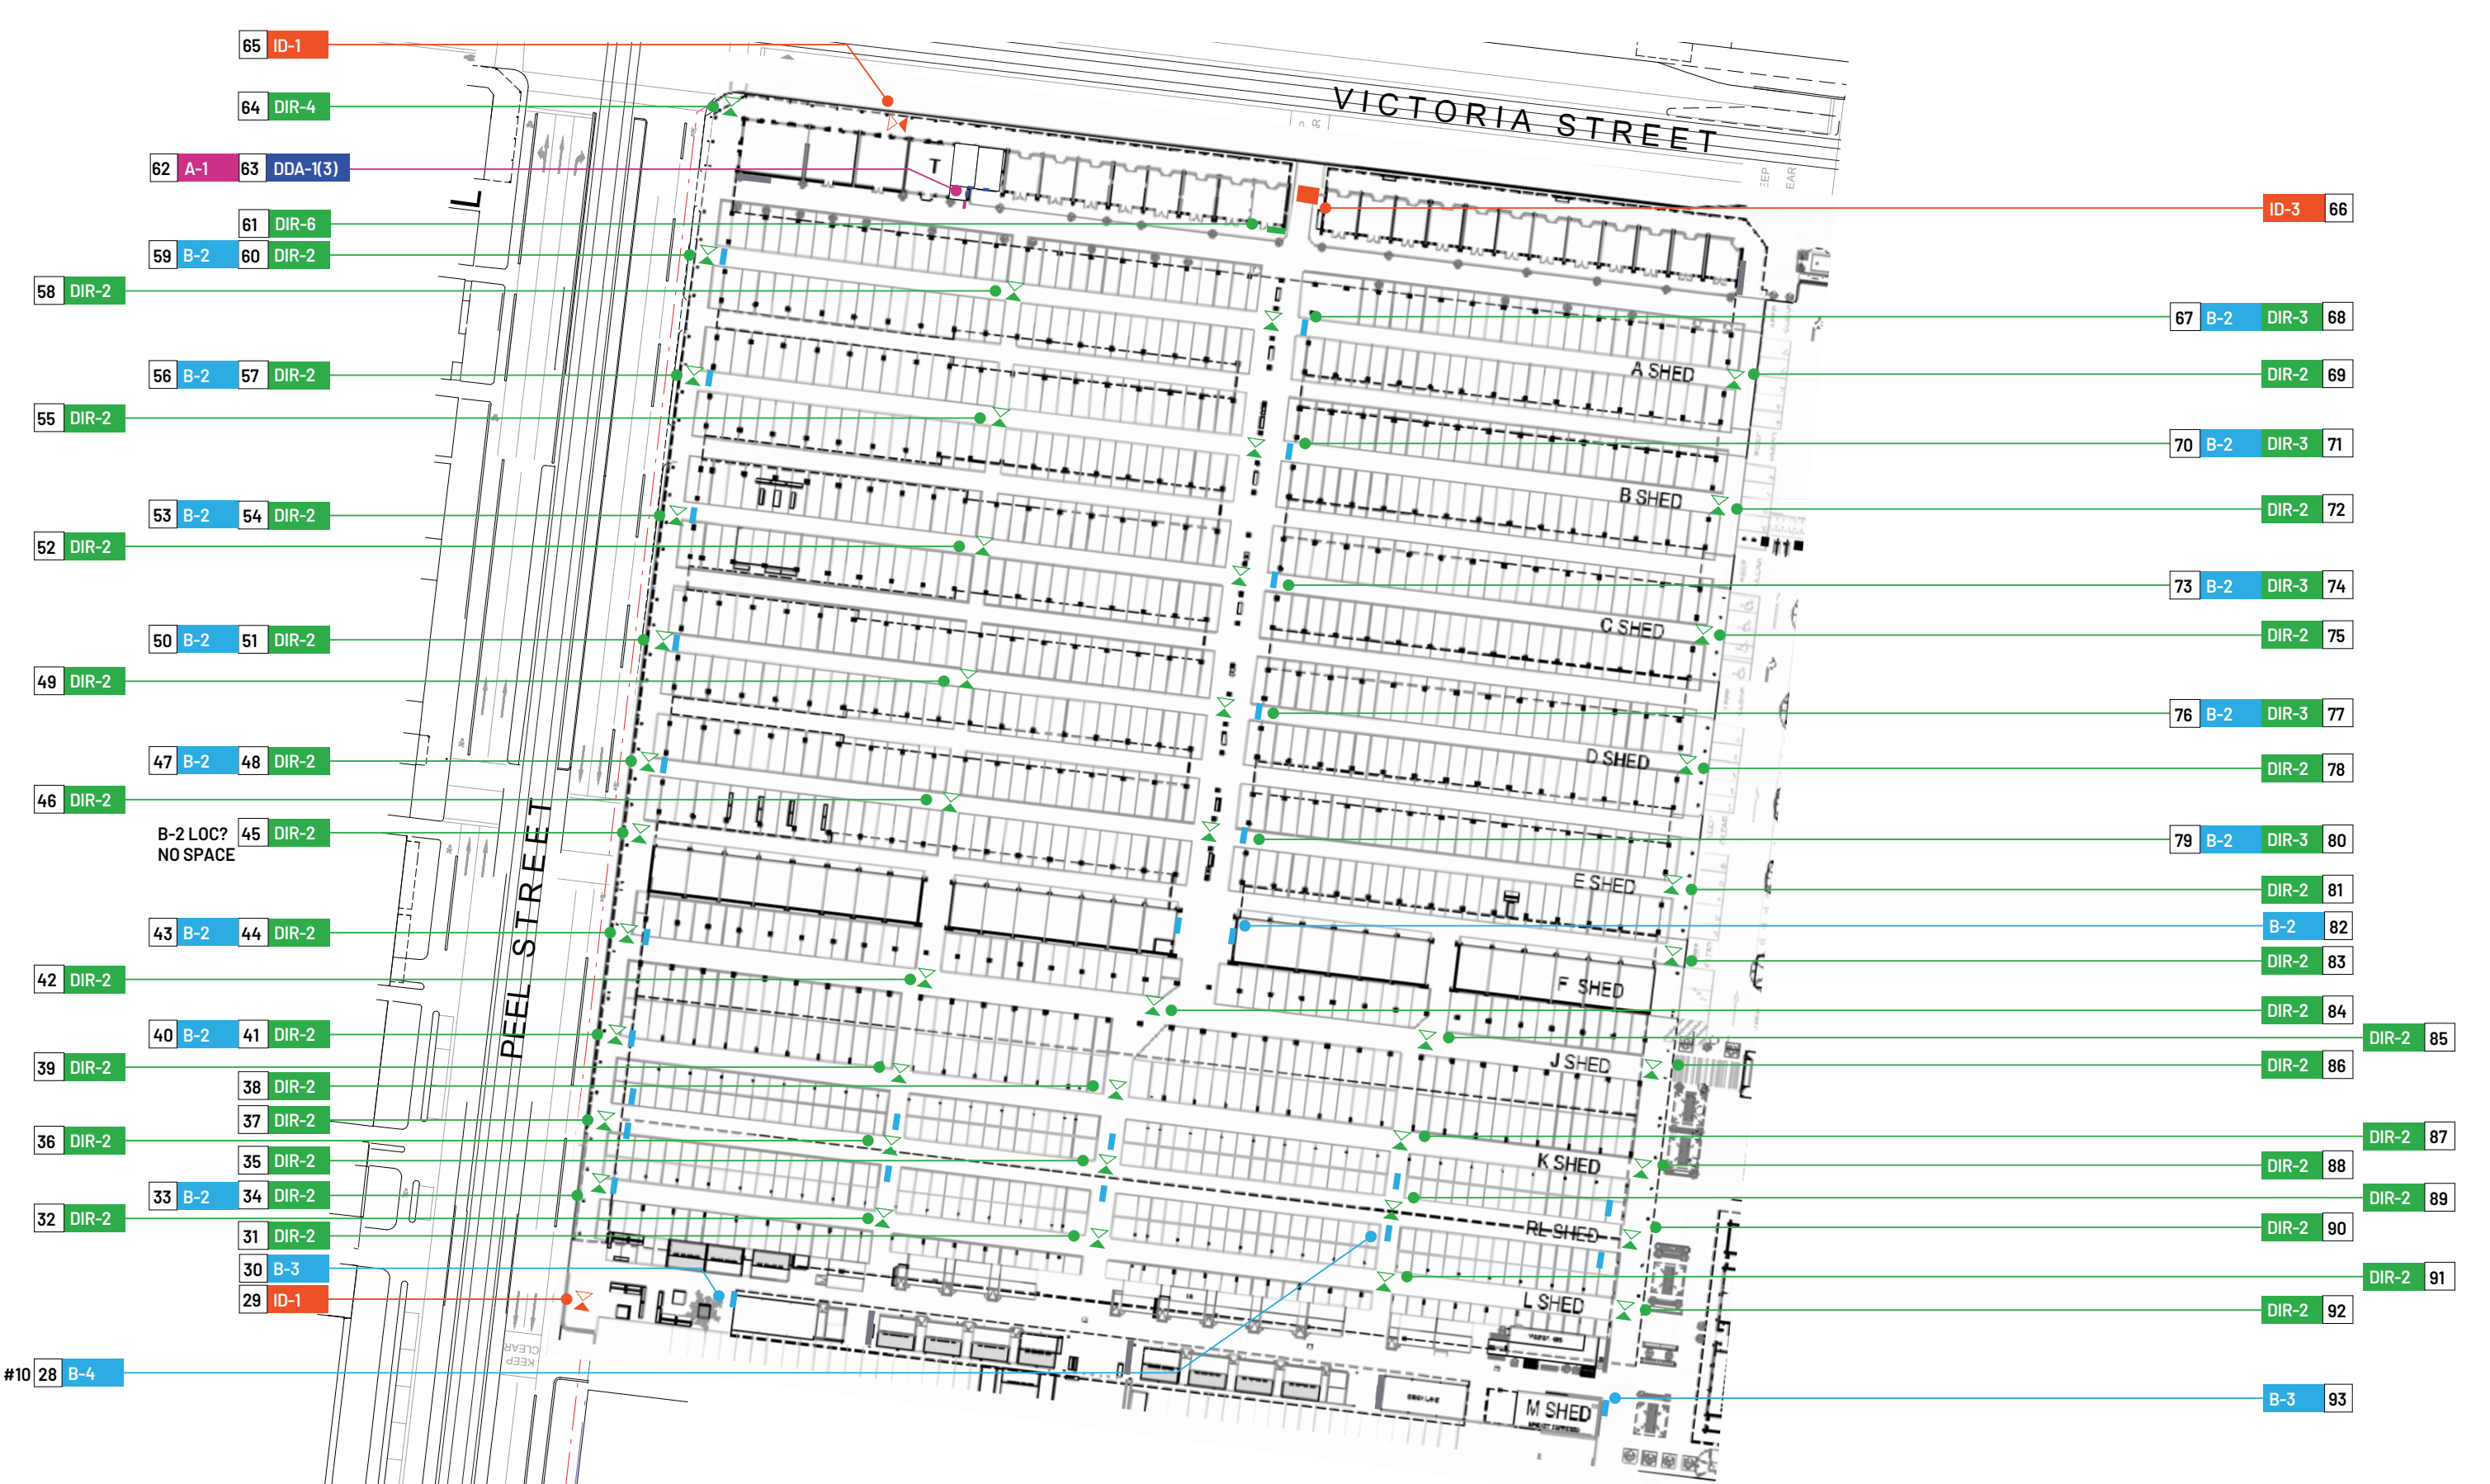 65 ID-1
VICTORIA STREET
64 DIR-4
62 A-1 63 DDA-1(3)
T
L
ID-3 66
61 DIR-6
59 B-2 60 DIR-2
58 DIR-2
67 B-2 DIR-3 68
56 B-2 57 DIR-2
A SHED
DIR-2 69
55 DIR-2
70 B-2 DIR-3 71
B SHED
DIR-2 72
53 B-2 54 DIR-2
52 DIR-2
73 B-2 DIR-3 74
C SHED
DIR-2 75
50 B-2 51 DIR-2
49 DIR-2
76 B-2 DIR-3 77
D SHED
DIR-2 78
47 B-2 48 DIR-2
46 DIR-2
B-2 LOC?
NO SPACE
45 DIR-2
79 B-2 DIR-3 80
PEEL STREET
E SHED
DIR-2 81
B-2 82
43 B-2 44 DIR-2
DIR-2 83
42 DIR-2
F SHED
DIR-2 84
40 B-2 41 DIR-2
DIR-2 85
39 DIR-2
J SHED
DIR-2 86
38 DIR-2
37 DIR-2
36 DIR-2
DIR-2 87
35 DIR-2
K SHED
DIR-2 88
33 B-2 34 DIR-2
DIR-2 89
32 DIR-2
RL SHED
DIR-2 90
31 DIR-2
30 B-3
DIR-2 91
29 ID-1
L SHED
DIR-2 92
KEEP
CLEAR
#10 28 B-4
M SHED
B-3 93